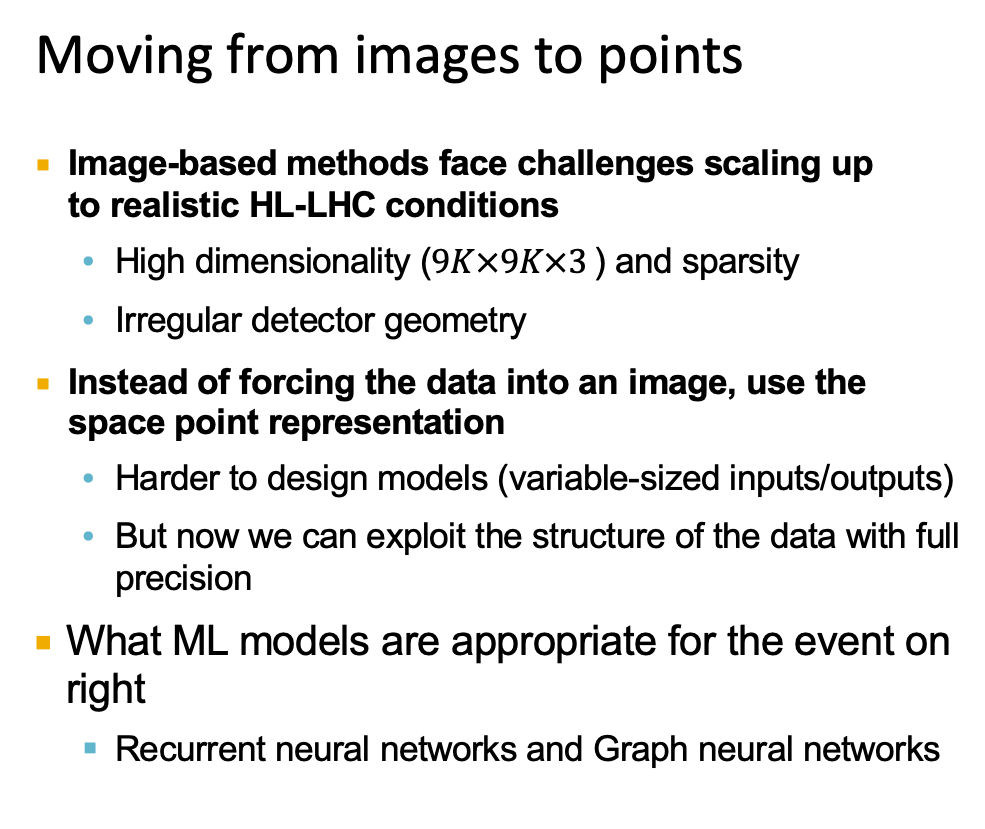 Moving from images to points
Image-based methods face challenges scaling up
to realistic HL-LHC conditions
High dimensionality (9K×9K×3 ) and sparsity
Irregular detector geometry
Instead of forcing the data into an image, use the
space point representation
Harder to design models (variable-sized inputs/outputs)
But now we can exploit the structure of the data with full
precision
What ML models are appropriate for the event on
right
Recurrent neural networks and Graph neural networks